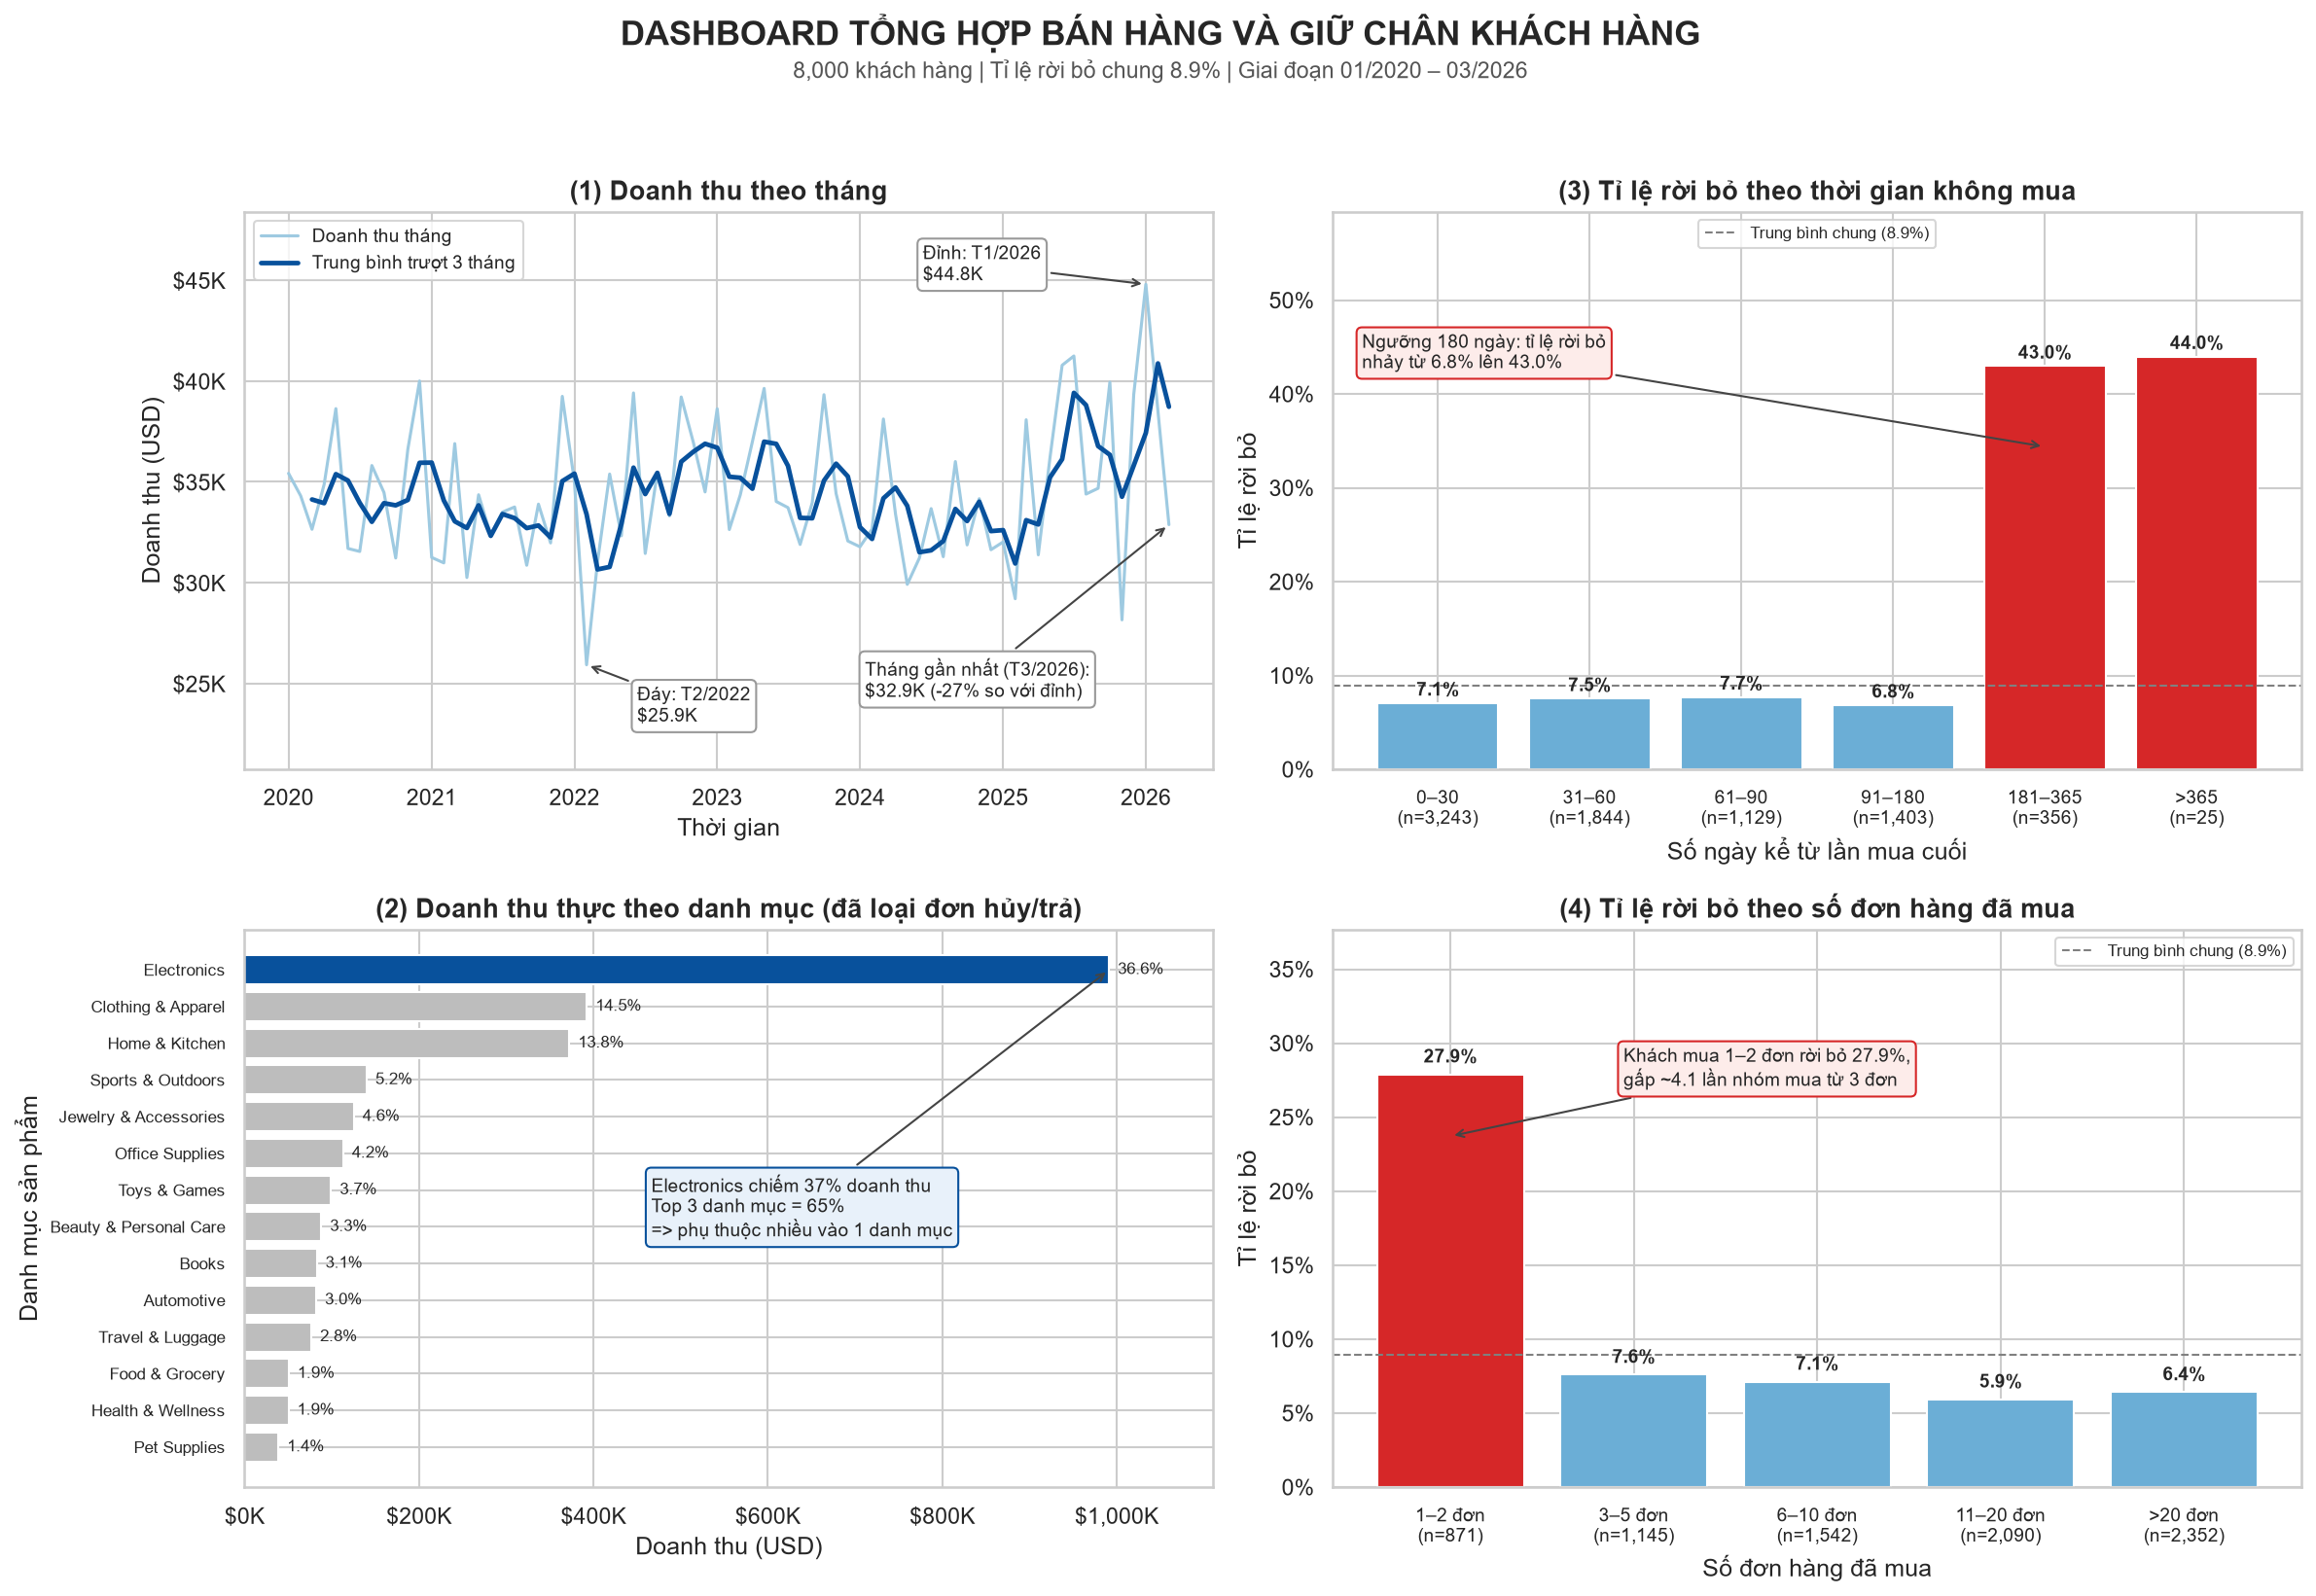 DASHBOARD TỔNG HỢP BÁN HÀNG VÀ GIỮ CHÂN KHÁCH HÀNG
8,000 khách hàng | Tỉ lệ rời bỏ chung 8.9% | Giai đoạn 01/2020 – 03/2026
(1) Doanh thu theo tháng
Doanh thu tháng
Trung bình trượt 3 tháng
Đỉnh: T1/2026
$44.8K
Đáy: T2/2022
$25.9K
Tháng gần nhất (T3/2026):
$32.9K (-27% so với đỉnh)
Doanh thu (USD)
$45K
$40K
$35K
$30K
$25K
2020
2021
2022
2023
2024
2025
2026
Thời gian
(3) Tỉ lệ rời bỏ theo thời gian không mua
Trung bình chung (8.9%)
Ngưỡng 180 ngày: tỉ lệ rời bỏ
nhảy từ 6.8% lên 43.0%
Tỉ lệ rời bỏ
50%
40%
30%
20%
10%
0%
7.1%
7.5%
7.7%
6.8%
43.0%
44.0%
0–30
(n=3,243)
31–60
(n=1,844)
61–90
(n=1,129)
91–180
(n=1,403)
181–365
(n=356)
>365
(n=25)
Số ngày kể từ lần mua cuối
(2) Doanh thu thực theo danh mục (đã loại đơn hủy/trả)
Danh mục sản phẩm
Electronics
36.6%
Clothing & Apparel
14.5%
Home & Kitchen
13.8%
Sports & Outdoors
5.2%
Jewelry & Accessories
4.6%
Office Supplies
4.2%
Toys & Games
3.7%
Beauty & Personal Care
3.3%
Books
3.1%
Automotive
3.0%
Travel & Luggage
2.8%
Food & Grocery
1.9%
Health & Wellness
1.9%
Pet Supplies
1.4%
Electronics chiếm 37% doanh thu
Top 3 danh mục = 65%
=> phụ thuộc nhiều vào 1 danh mục
$0K
$200K
$400K
$600K
$800K
$1,000K
Doanh thu (USD)
(4) Tỉ lệ rời bỏ theo số đơn hàng đã mua
Trung bình chung (8.9%)
Khách mua 1–2 đơn rời bỏ 27.9%,
gấp ~4.1 lần nhóm mua từ 3 đơn
Tỉ lệ rời bỏ
35%
30%
25%
20%
15%
10%
5%
0%
27.9%
7.6%
7.1%
5.9%
6.4%
1–2 đơn
(n=871)
3–5 đơn
(n=1,145)
6–10 đơn
(n=1,542)
11–20 đơn
(n=2,090)
>20 đơn
(n=2,352)
Số đơn hàng đã mua